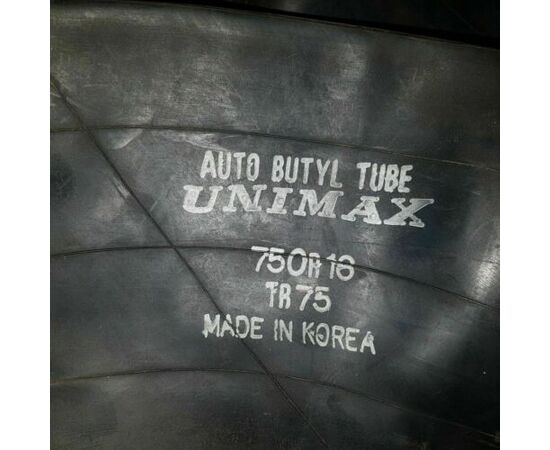 AUTO BUTYL TUBE
UNIMAX
750R16
TR75
MADE IN KOREA